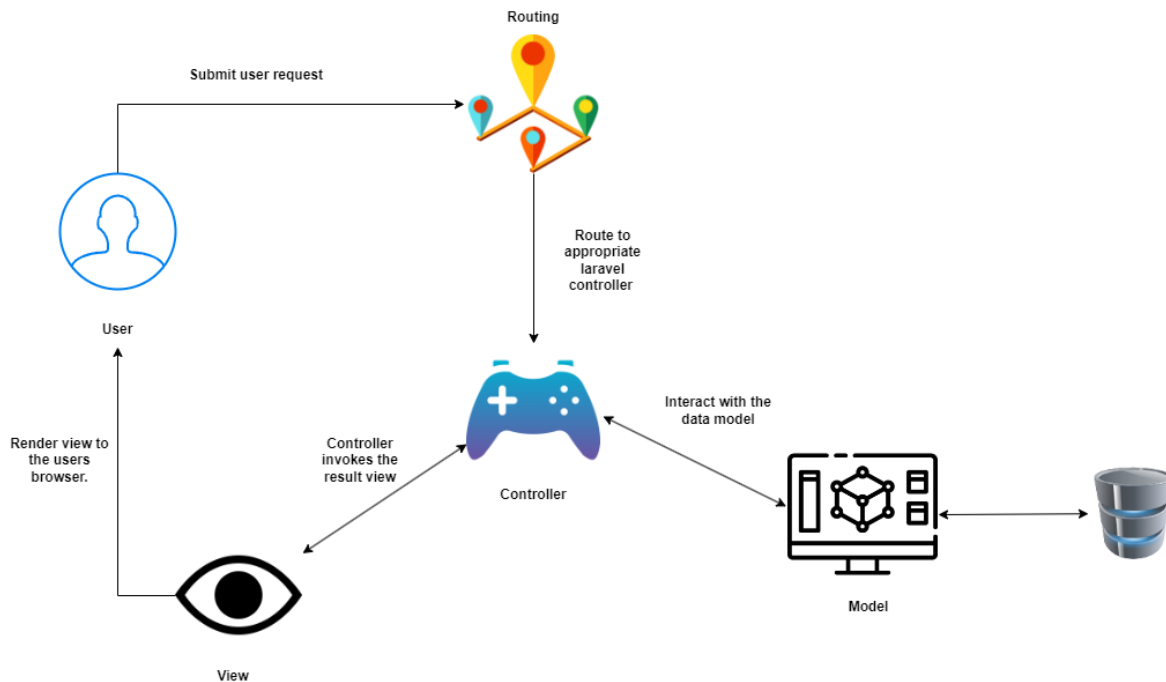 Routing
Submit user request
Route to
appropriate
laravel
controller
User
Interact with the
data model
Render view to
the users
browser.
Controller
invokes the
result view
Controller
Model
View